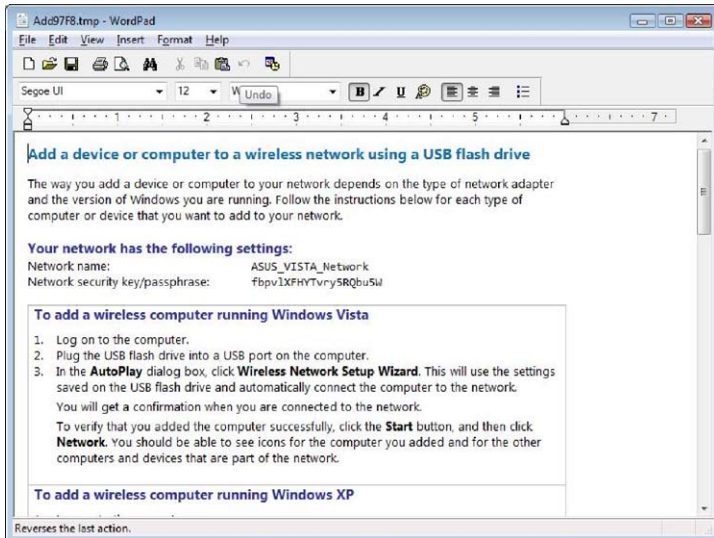 Add97F8.tmp - WordPad
File Edit View Insert Format Help
Segoe UI 12 W
Undo
1 2 3 4 5 7
Add a device or computer to a wireless network using a USB flash drive
The way you add a device or computer to your network depends on the type of network adapter
and the version of Windows you are running. Follow the instructions below for each type of
computer or device that you want to add to your network.
Your network has the following settings:
Network name: ASUS_VISTA_Network
Network security key/passphrase: fbpvlXFHYTvry5RQbu5W
To add a wireless computer running Windows Vista
1. Log on to the computer.
2. Plug the USB flash drive into a USB port on the computer.
3. In the AutoPlay dialog box, click Wireless Network Setup Wizard. This will use the settings
saved on the USB flash drive and automatically connect the computer to the network.
You will get a confirmation when you are connected to the network.
To verify that you added the computer successfully, click the Start button, and then click
Network. You should be able to see icons for the computer you added and for the other
computers and devices that are part of the network.
To add a wireless computer running Windows XP
Reverses the last action.